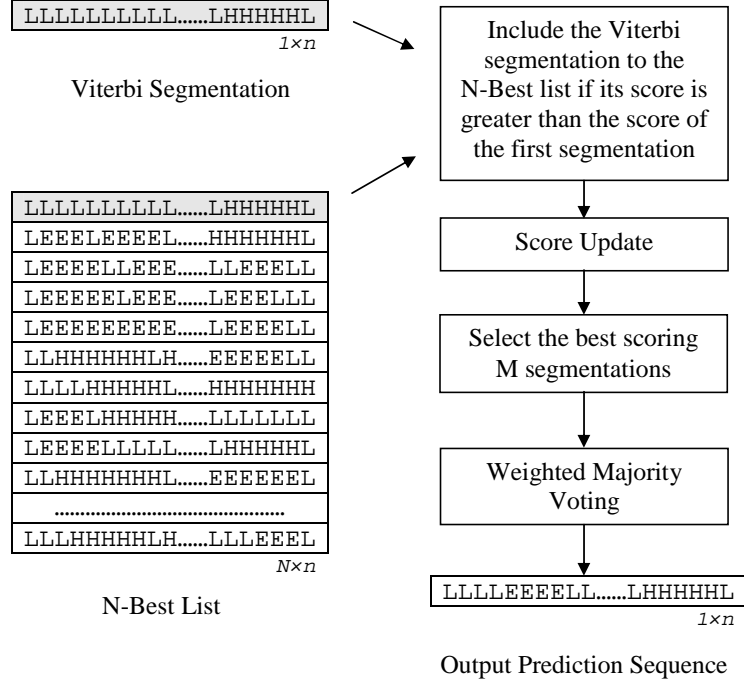 LLLLLLLLLL......LHHHHHL
1×n
Viterbi Segmentation
LLLLLLLLLL......LHHHHHL
LEEELEEEEL......HHHHHHL
LEEEELLEEE......LLEEELL
LEEEEELEEE......LEEELLL
LEEEEEEEEE......LEEEELL
LLHHHHHHLH......EEEEELL
LLLLHHHHHL......HHHHHHH
LEEELHHHHH......LLLLLLL
LEEEELLLLL......LHHHHHL
LLHHHHHHHL......EEEEEEL
............................................
LLLHHHHHLH......LLLEEEL
N×n
N-Best List
Include the Viterbi
segmentation to the
N-Best list if its score is
greater than the score of
the first segmentation
Score Update
Select the best scoring
M segmentations
Weighted Majority
Voting
LLLLEEEELL......LHHHHHL
1×n
Output Prediction Sequence